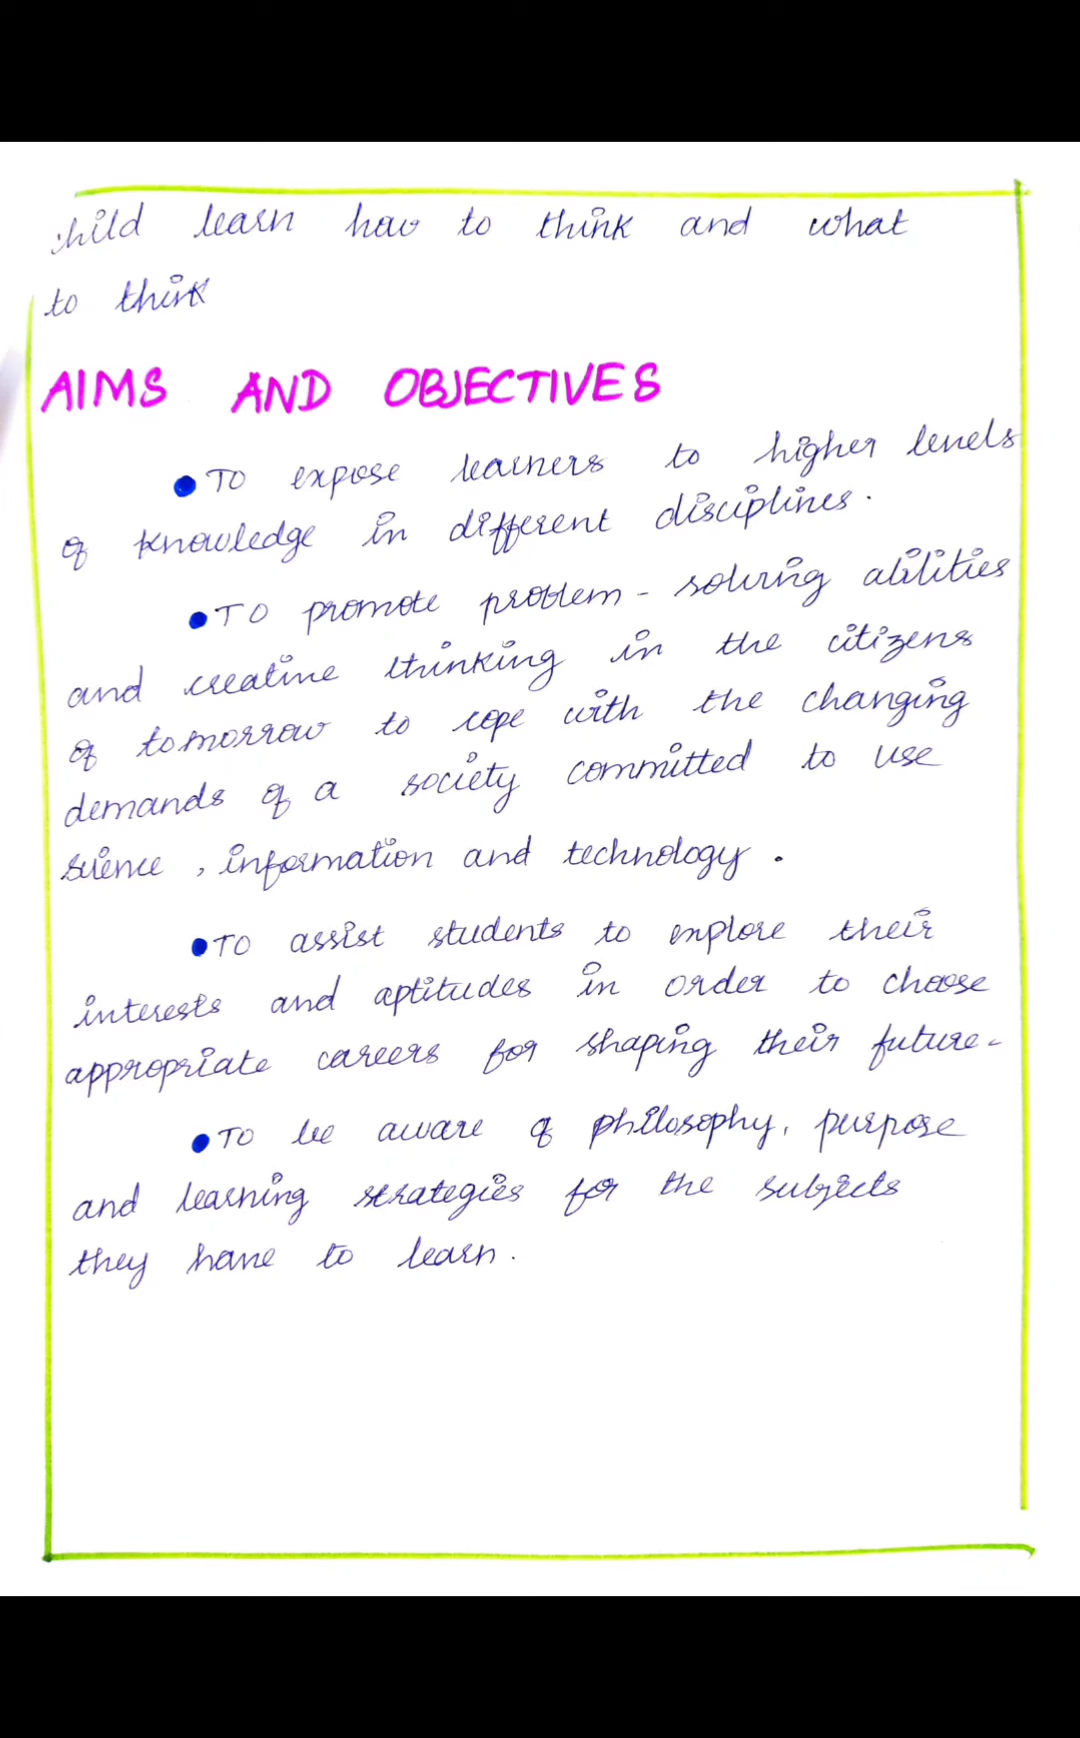 child learn how to think and what
to think
AIMS AND OBJECTIVES
• TO expose learners to higher levels
of knowledge in different disciplines.
• TO promote problem - solving abilities
and creative thinking in the citizens
of tomorrow to cope with the changing
demands of a society committed to use
science, information and technology.
• TO assist students to explore their
interests and aptitudes in order to choose
appropriate careers for shaping their future.
• TO be aware of philosophy, purpose
and learning strategies for the subjects
they have to learn.